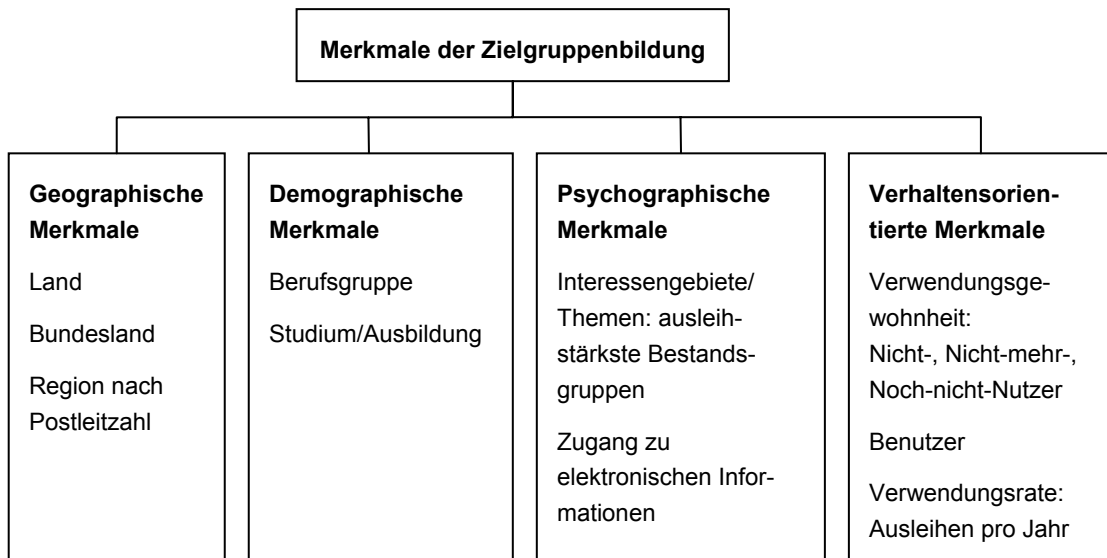 Merkmale der Zielgruppenbildung
Geographische
Merkmale
Land
Bundesland
Region nach
Postleitzahl
Demographische
Merkmale
Berufsgruppe
Studium/Ausbildung
Psychographische
Merkmale
Interessengebiete/
Themen: ausleih-
stärkste Bestands-
gruppen
Zugang zu
elektronischen Infor-
mationen
Verhaltensorien-
tierte Merkmale
Verwendungsge-
wohnheit:
Nicht-, Nicht-mehr-,
Noch-nicht-Nutzer
Benutzer
Verwendungsrate:
Ausleihen pro Jahr